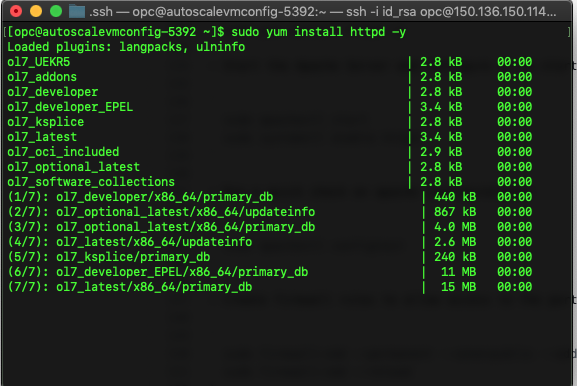 .ssh — opc@autoscalevmconfig-5392:~ — ssh -i id_rsa opc@150.136.150.114...
[[opc@autoscalevmconfig-5392 ~]$ sudo yum install httpd -y ]
Loaded plugins: langpacks, ulninfo
ol7_UEKR5 | 2.8 kB 00:00
ol7_addons | 2.8 kB 00:00
ol7_developer | 2.8 kB 00:00
ol7_developer_EPEL | 3.4 kB 00:00
ol7_ksplice | 2.8 kB 00:00
ol7_latest | 3.4 kB 00:00
ol7_oci_included | 2.9 kB 00:00
ol7_optional_latest | 2.8 kB 00:00
ol7_software_collections | 2.8 kB 00:00
(1/7): ol7_developer/x86_64/primary_db | 440 kB 00:00
(2/7): ol7_optional_latest/x86_64/updateinfo | 867 kB 00:00
(3/7): ol7_optional_latest/x86_64/primary_db | 4.0 MB 00:00
(4/7): ol7_latest/x86_64/updateinfo | 2.6 MB 00:00
(5/7): ol7_ksplice/primary_db | 240 kB 00:00
(6/7): ol7_developer_EPEL/x86_64/primary_db | 11 MB 00:00
(7/7): ol7_latest/x86_64/primary_db | 15 MB 00:00